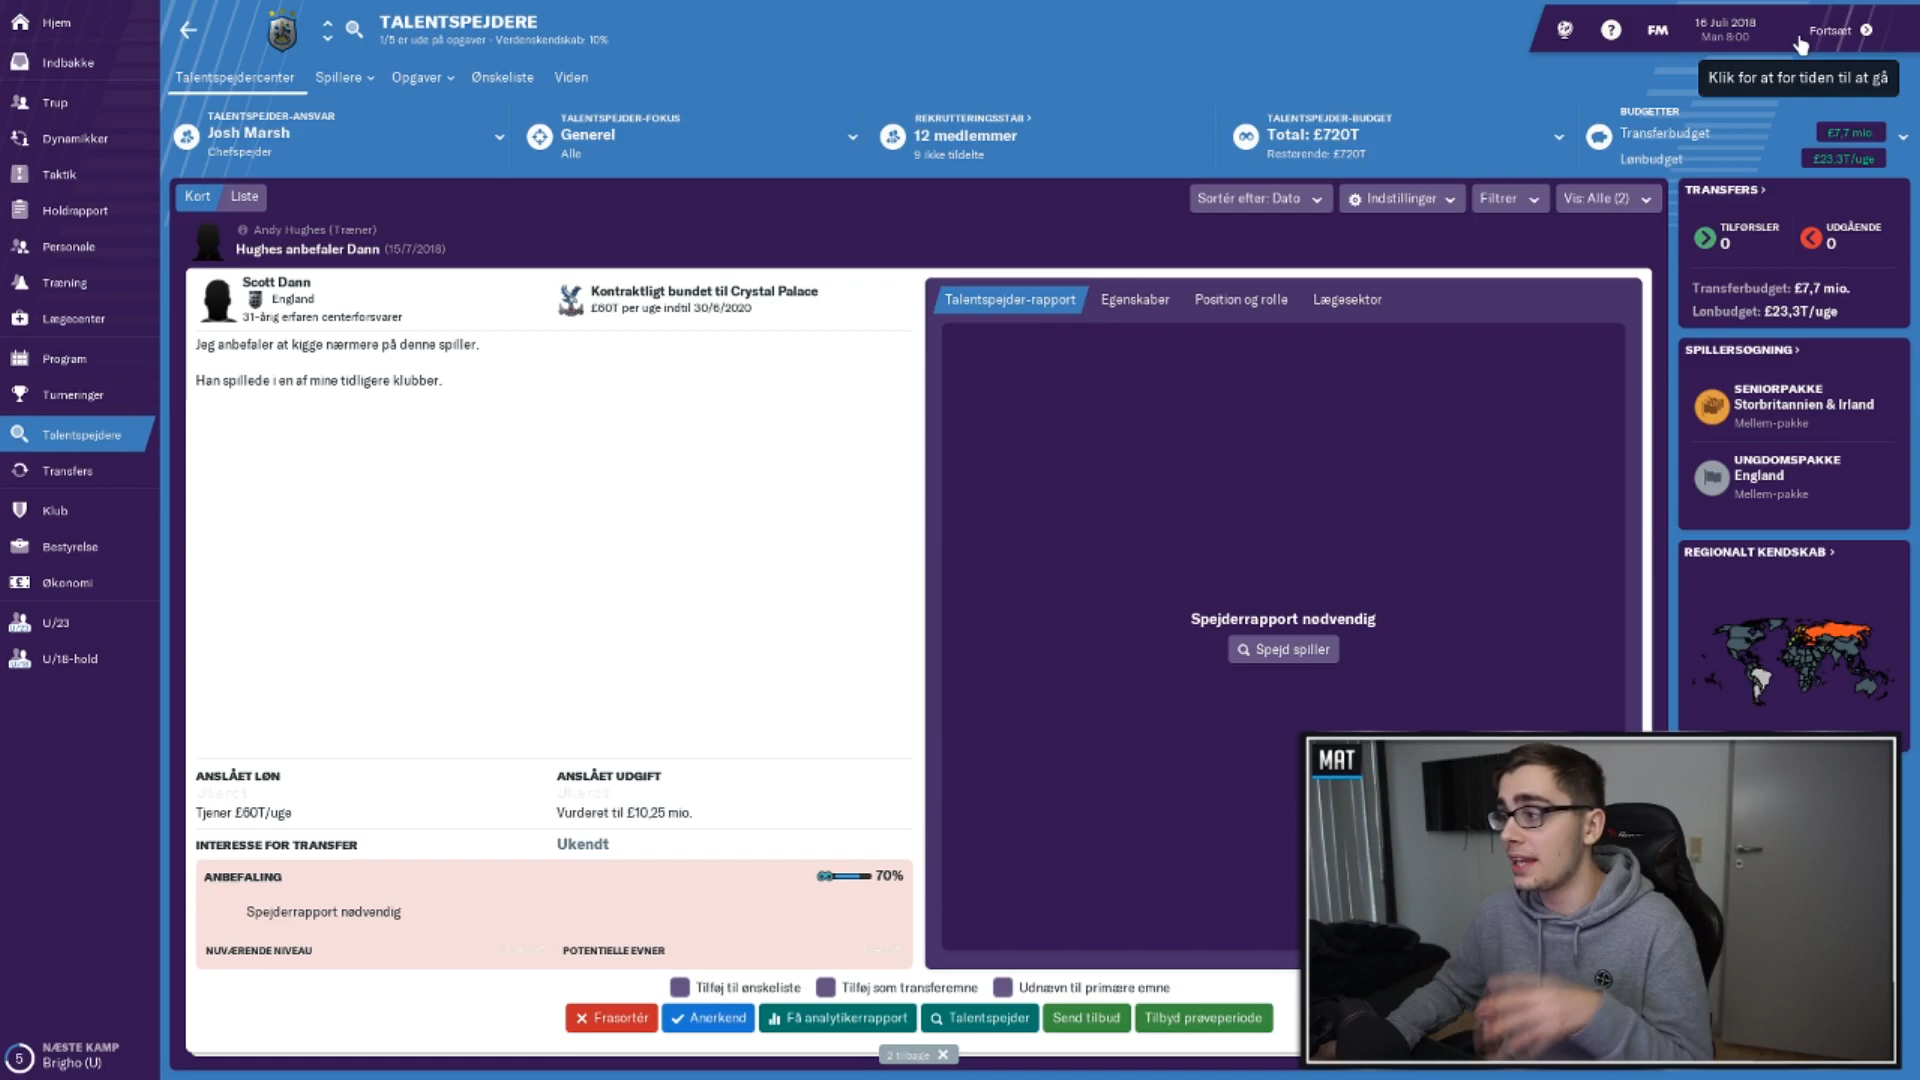 Hjem
Indbakke
Trup
Dynamikker
Taktik
Holdrapport
Personale
Træning
Lægecenter
Program
Turneringer
Talentspejdere
Transfers
Klub
Bestyrelse
Økonomi
U/23
U/18-hold
5
NÆSTE KAMP
Brigho (U)
TALENTSPEJDERE
1/5 er ude på opgaver - Verdenskendskab: 10%
? FM
16 Juli 2018
Man 8:00
Fortsæt
Klik for at for tiden til at gå
Talentspejdercenter Spillere Opgaver Ønskeliste Viden
TALENTSPEJDER-ANSVAR
Josh Marsh
Chefspejder
TALENTSPEJDER-FOKUS
Generel
Alle
REKRUTTERINGSSTAB >
12 medlemmer
9 ikke tildelte
TALENTSPEJDER-BUDGET
Total: £720T
Resterende: £720T
BUDGETTER
Transferbudget £7,7 mio.
Lønbudget £23,3T/uge
Kort Liste
Sortér efter: Dato Indstillinger Filtrer Vis: Alle (2)
Andy Hughes (Træner)
Hughes anbefaler Dann (15/7/2018)
Scott Dann
England
31-årig erfaren centerforsvarer
Kontraktligt bundet til Crystal Palace
£60T per uge indtil 30/6/2020
Jeg anbefaler at kigge nærmere på denne spiller.
Han spillede i en af mine tidligere klubber.
Talentspejder-rapport Egenskaber Position og rolle Lægesektor
Spejderrapport nødvendig
Spejd spiller
ANSLÅET LØN
Ukendt
Tjener £60T/uge
ANSLÅET UDGIFT
Ukendt
Vurderet til £10,25 mio.
INTERESSE FOR TRANSFER Ukendt
ANBEFALING 70%
Spejderrapport nødvendig
NUVÆRENDE NIVEAU POTENTIELLE EVNER
Tilføj til ønskeliste Tilføj som transferemne Udnævn til primære emne
Frasortér Anerkend Få analytikerrapport Talentspejder Send tilbud Tilbyd prøveperiode
2 tilbage
TRANSFERS >
TILFØRSLER
0
UDGÅENDE
0
Transferbudget: £7,7 mio.
Lønbudget: £23,3T/uge
SPILLERSØGNING >
SENIORPAKKE
Storbritannien & Irland
Mellem-pakke
UNGDOMSPAKKE
England
Mellem-pakke
REGIONALT KENDSKAB >
MAT